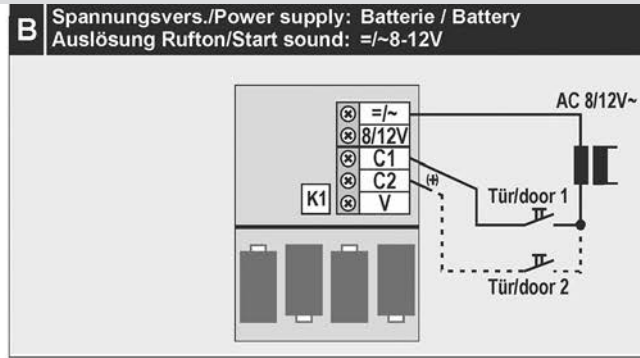 B
Spannungsvers./Power supply: Batterie / Battery
Auslösung Rufton/Start sound: =/~8-12V
AC 8/12V~
=/~
8/12V
C1
C2
(+)
K1
V
Tür/door 1
Tür/door 2